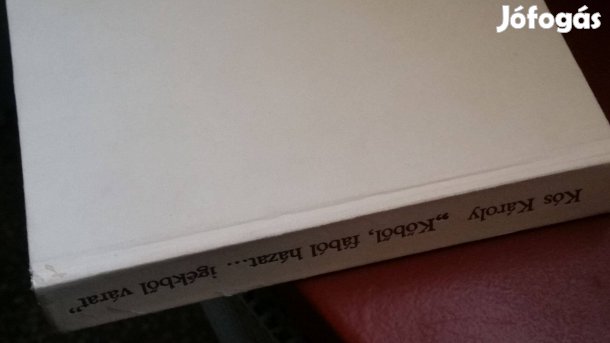 Jófogás
Kós Károly „Kőből, fából házat... igékből várat”